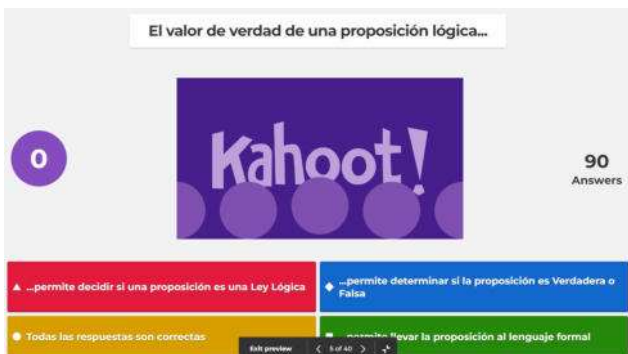 El valor de verdad de una proposición lógica...
0
Kahoot!
90
Answers
...permite decidir si una proposición es una Ley Lógica
...permite determinar si la proposición es Verdadera o
Falsa
Todas las respuestas son correctas
...permite llevar la proposición al lenguaje formal
Exit preview
5 of 40